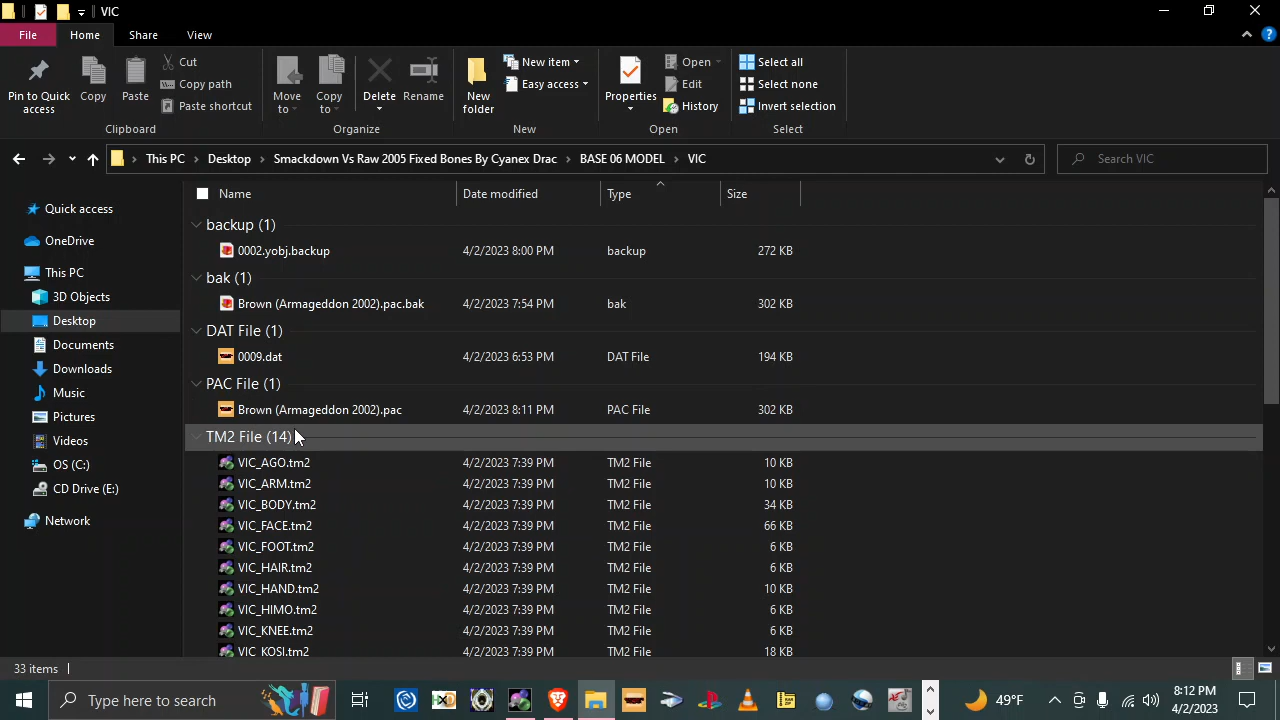 VIC
File Home Share View
Pin to Quick access
Copy
Paste
Cut
Copy path
Paste shortcut
Clipboard
Move to
Copy to
Delete
Rename
Organize
New folder
New item
Easy access
New
Properties
Open
Edit
History
Open
Select all
Select none
Invert selection
Select
This PC Desktop Smackdown Vs Raw 2005 Fixed Bones By Cyanex Drac BASE 06 MODEL VIC
Search VIC
Quick access
OneDrive
This PC
3D Objects
Desktop
Documents
Downloads
Music
Pictures
Videos
OS (C:)
CD Drive (E:)
Network
Name Date modified Type Size
backup (1)
0002.yobj.backup 4/2/2023 8:00 PM backup 272 KB
bak (1)
Brown (Armageddon 2002).pac.bak 4/2/2023 7:54 PM bak 302 KB
DAT File (1)
0009.dat 4/2/2023 6:53 PM DAT File 194 KB
PAC File (1)
Brown (Armageddon 2002).pac 4/2/2023 8:11 PM PAC File 302 KB
TM2 File (14)
VIC_AGO.tm2 4/2/2023 7:39 PM TM2 File 10 KB
VIC_ARM.tm2 4/2/2023 7:39 PM TM2 File 10 KB
VIC_BODY.tm2 4/2/2023 7:39 PM TM2 File 34 KB
VIC_FACE.tm2 4/2/2023 7:39 PM TM2 File 66 KB
VIC_FOOT.tm2 4/2/2023 7:39 PM TM2 File 6 KB
VIC_HAIR.tm2 4/2/2023 7:39 PM TM2 File 6 KB
VIC_HAND.tm2 4/2/2023 7:39 PM TM2 File 10 KB
VIC_HIMO.tm2 4/2/2023 7:39 PM TM2 File 6 KB
VIC_KNEE.tm2 4/2/2023 7:39 PM TM2 File 6 KB
VIC_KOSI.tm2 4/2/2023 7:39 PM TM2 File 18 KB
33 items
Type here to search
49°F
8:12 PM
4/2/2023